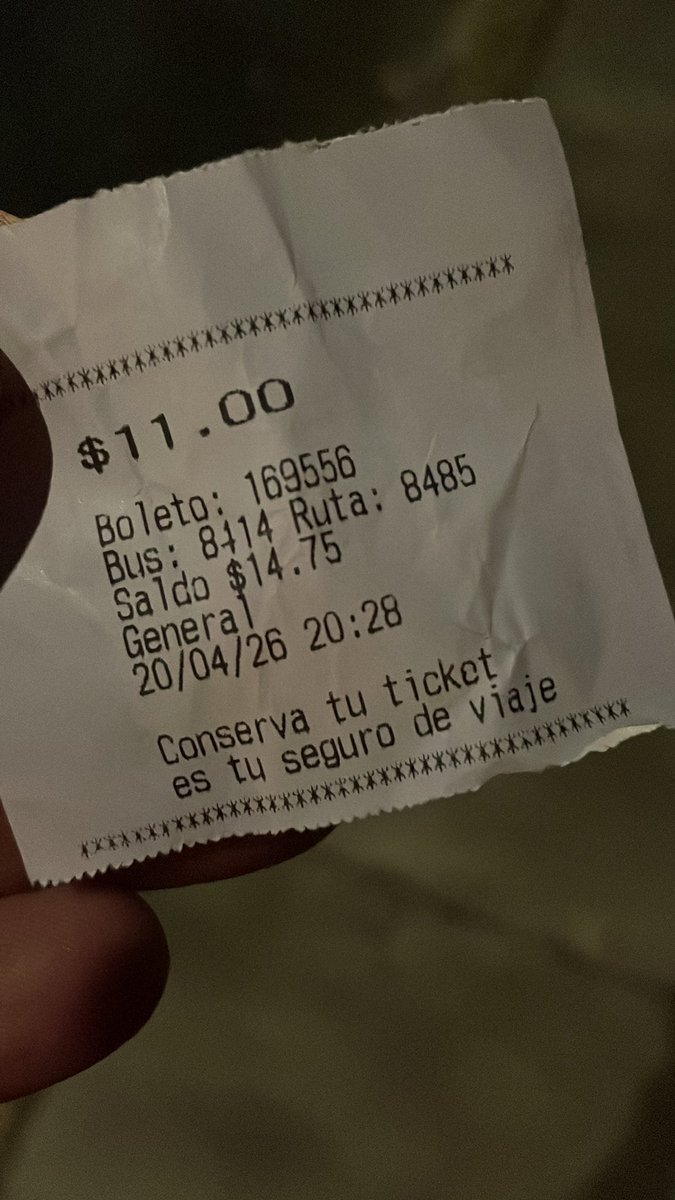 *********************************
$11.00
Boleto: 169556
Bus: 8414 Ruta: 8485
Saldo $14.75
General
20/04/26 20:28
Conserva tu ticket
es tu seguro de viaje
*************************************